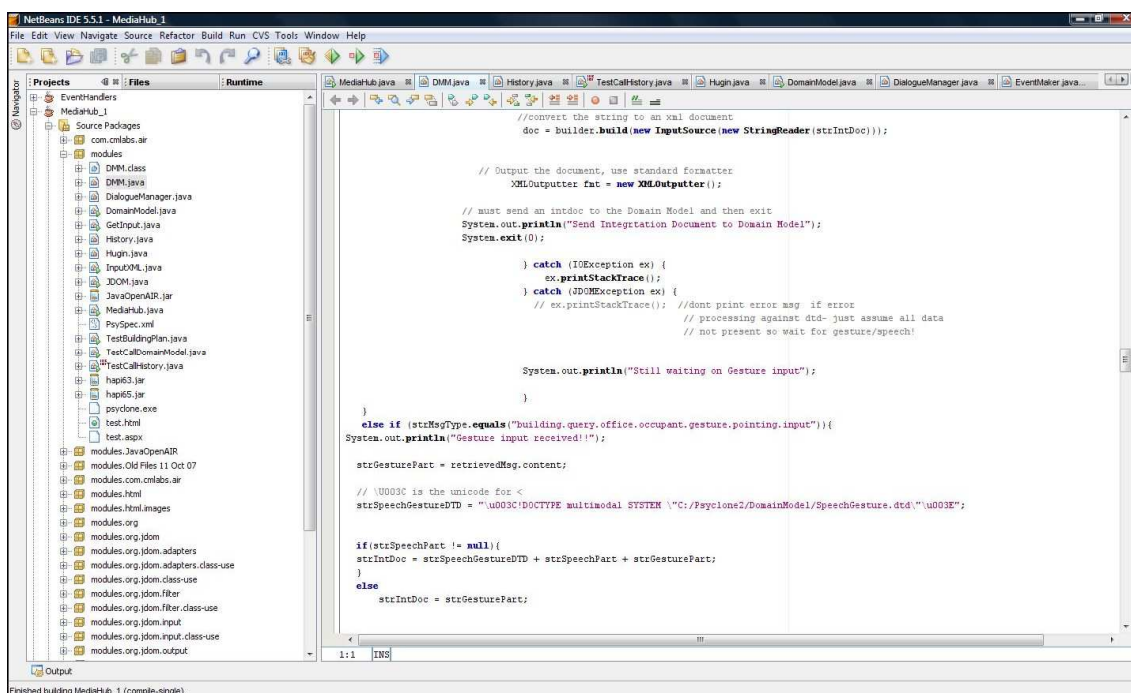 NetBeans IDE 5.5.1 - MediaHub_1
File Edit View Navigate Source Refactor Build Run CVS Tools Window Help
Navigator
Projects Files Runtime
EventHandlers
MediaHub_1
Source Packages
com.cmlabs.air
modules
DMM.class
DMM.java
DialogueManager.java
DomainModel.java
GetInput.java
History.java
Hugin.java
InputXML.java
JDOM.java
JavaOpenAIR.jar
MediaHub.java
PsySpec.xml
TestBuildingPlan.java
TestCallDomainModel.java
TestCallHistory.java
hapi63.jar
hapi65.jar
psyclone.exe
test.html
test.aspx
modules.JavaOpenAIR
modules.Old Files 11 Oct 07
modules.com.cmlabs.air
modules.html
modules.html.images
modules.org
modules.org.jdom
modules.org.jdom.adapters
modules.org.jdom.adapters.class-use
modules.org.jdom.class-use
modules.org.jdom.filter
modules.org.jdom.filter.class-use
modules.org.jdom.input
modules.org.jdom.input.class-use
modules.org.jdom.output
MediaHub.java DMM.java History.java TestCallHistory.java Hugin.java DomainModel.java DialogueManager.java EventMaker.java...
//convert the string to an xml document
doc = builder.build(new InputSource(new StringReader(strIntDoc)));
// Output the document, use standard formatter
XMLOutputter fmt = new XMLOutputter();
// must send an intdoc to the Domain Model and then exit
System.out.println("Send Integrtation Document to Domain Model");
System.exit(0);
} catch (IOException ex) {
ex.printStackTrace();
} catch (JDOMException ex) {
// ex.printStackTrace(); //dont print error msg if error
// processing against dtd- just assume all data
// not present so wait for gesture/speech!
System.out.println("Still waiting on Gesture input");
}
}
else if (strMsgType.equals("building.query.office.occupant.gesture.pointing.input")){
System.out.println("Gesture input received!!");
strGesturePart = retrievedMsg.content;
// \U003C is the unicode for <
strSpeechGestureDTD = "\u003C!DOCTYPE multimodal SYSTEM \"C:/Psyclone2/DomainModel/SpeechGesture.dtd\"\u003E";
if(strSpeechPart != null){
strIntDoc = strSpeechGestureDTD + strSpeechPart + strGesturePart;
}
else
strIntDoc = strGesturePart;
1:1 INS
Output
Finished building MediaHub_1 (compile-single)